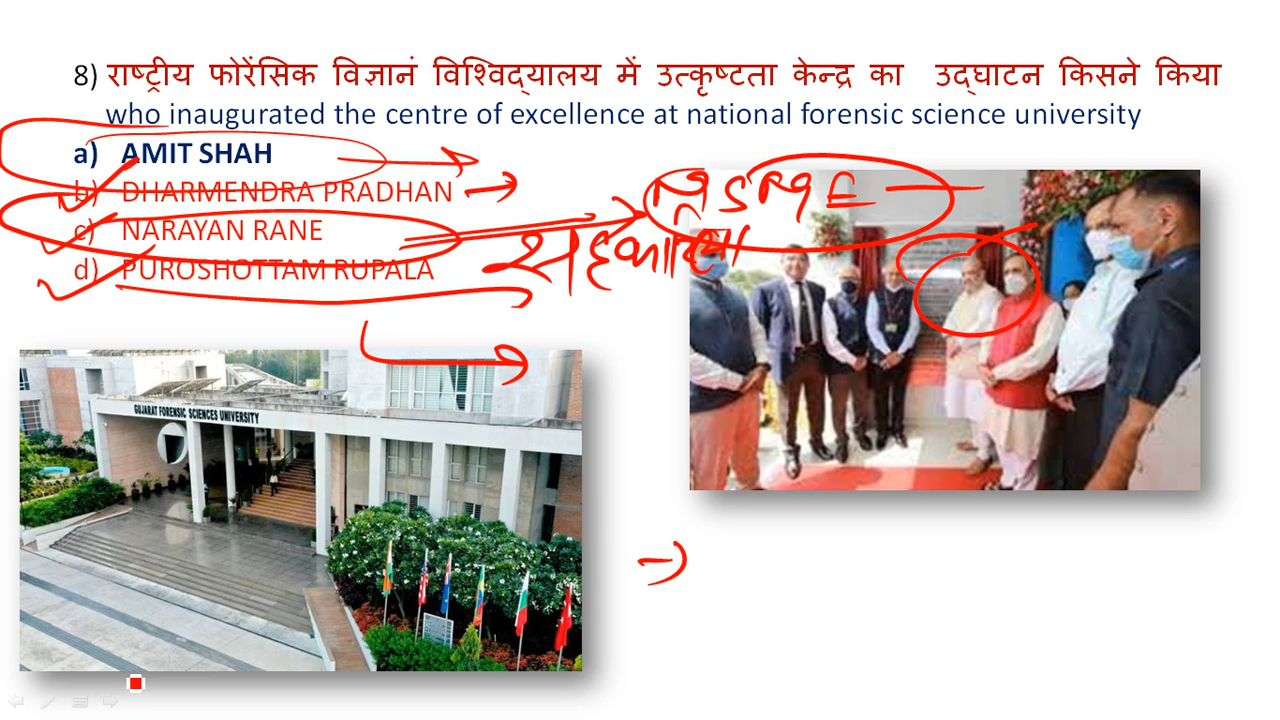 8) राष्ट्रीय फोरेंसिक विज्ञानं विश्विद्यालय में उत्कृष्टता केन्द्र का उद्घाटन किसने किया
who inaugurated the centre of excellence at national forensic science university
a) AMIT SHAH
b) DHARMENDRA PRADHAN
c) NARAYAN RANE
d) PUROSHOTTAM RUPALA
GUJARAT FORENSIC SCIENCES UNIVERSITY